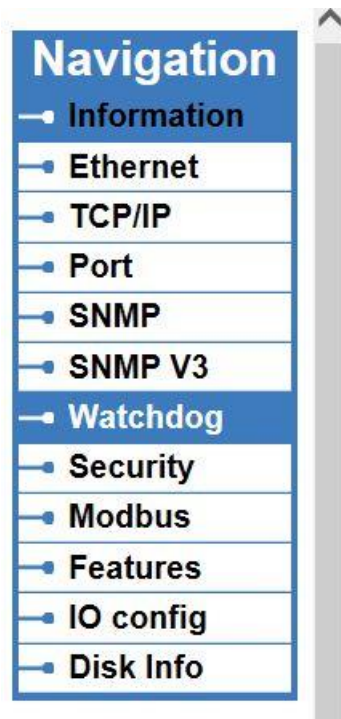 Navigation
Information
Ethernet
TCP/IP
Port
SNMP
SNMP V3
Watchdog
Security
Modbus
Features
IO config
Disk Info